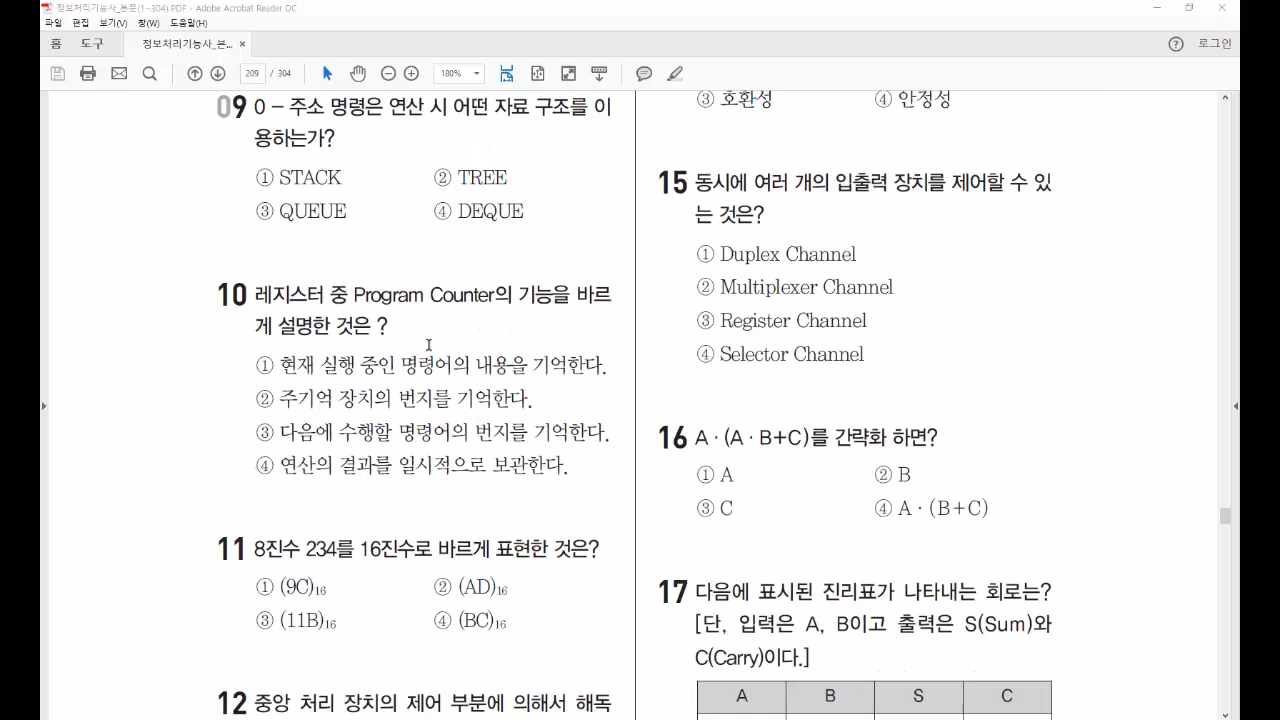 정보처리기능사_본문(1~304).PDF - Adobe Acrobat Reader DC
파일 편집 보기(V) 창(W) 도움말(H)
홈 도구 정보처리기능사_본... × ? 로그인
209 / 304 180%
09 0 – 주소 명령은 연산 시 어떤 자료 구조를 이
용하는가?
① STACK ② TREE
③ QUEUE ④ DEQUE
10 레지스터 중 Program Counter의 기능을 바르
게 설명한 것은 ?
① 현재 실행 중인 명령어의 내용을 기억한다.
② 주기억 장치의 번지를 기억한다.
③ 다음에 수행할 명령어의 번지를 기억한다.
④ 연산의 결과를 일시적으로 보관한다.
11 8진수 234를 16진수로 바르게 표현한 것은?
① (9C)16 ② (AD)16
③ (11B)16 ④ (BC)16
12 중앙 처리 장치의 제어 부분에 의해서 해독
③ 호환성 ④ 안정성
15 동시에 여러 개의 입출력 장치를 제어할 수 있
는 것은?
① Duplex Channel
② Multiplexer Channel
③ Register Channel
④ Selector Channel
16 A · (A · B+C)를 간략화 하면?
① A ② B
③ C ④ A · (B+C)
17 다음에 표시된 진리표가 나타내는 회로는?
[단, 입력은 A, B이고 출력은 S(Sum)와
C(Carry)이다.]
A B S C